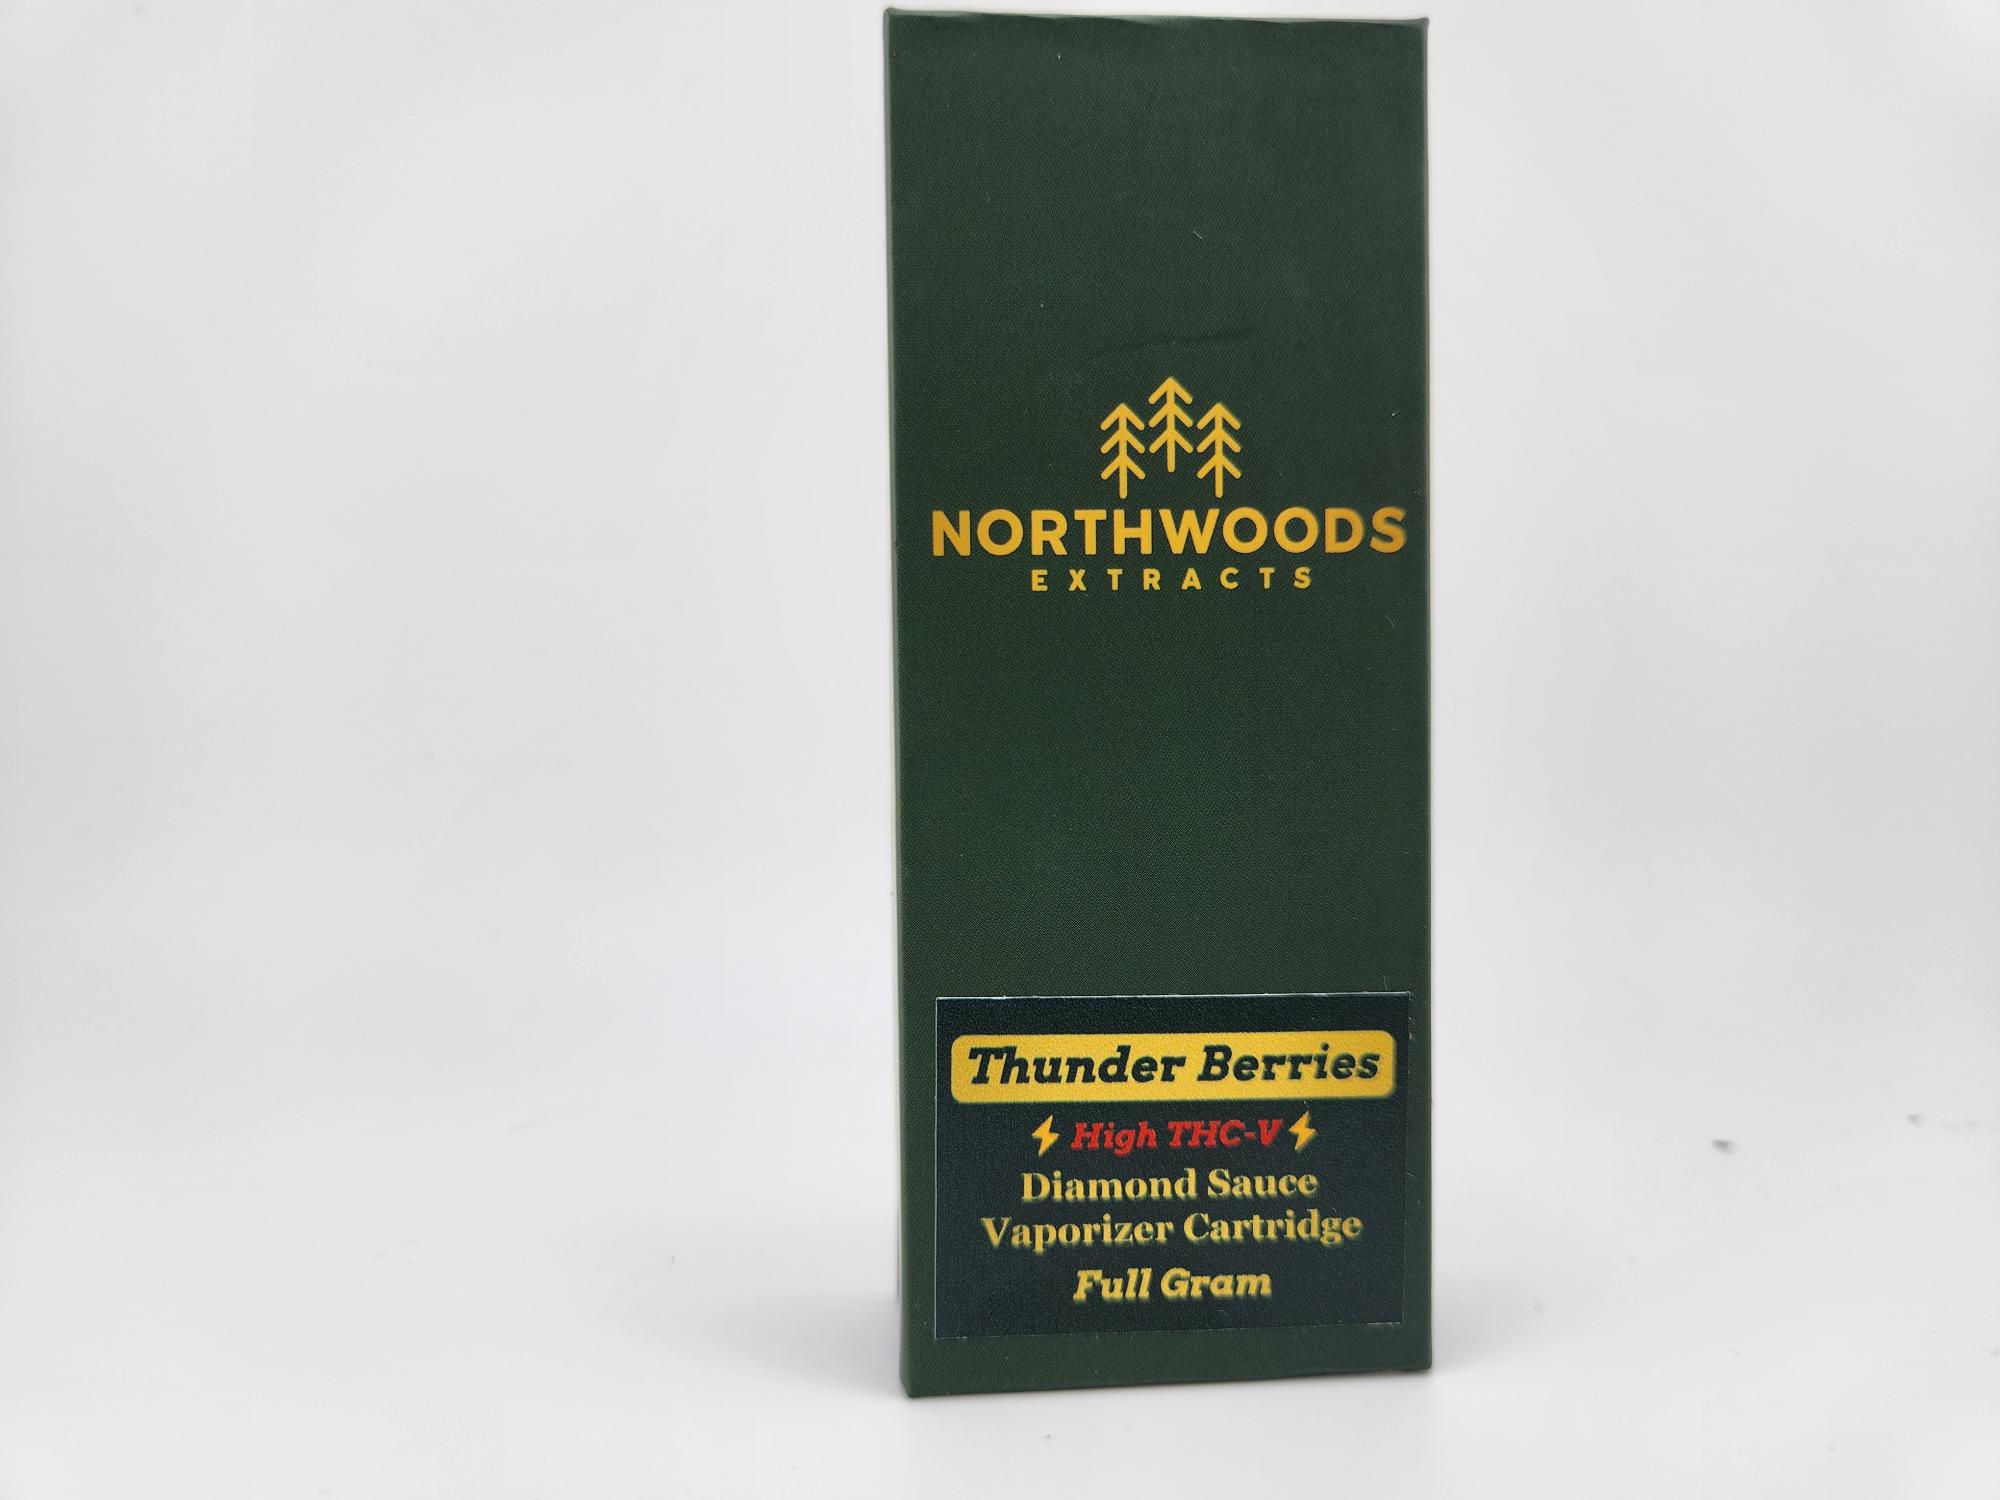 NORTHWOODS
EXTRACTS
Thunder Berries
⚡High THC-V⚡
Diamond Sauce
Vaporizer Cartridge
Full Gram